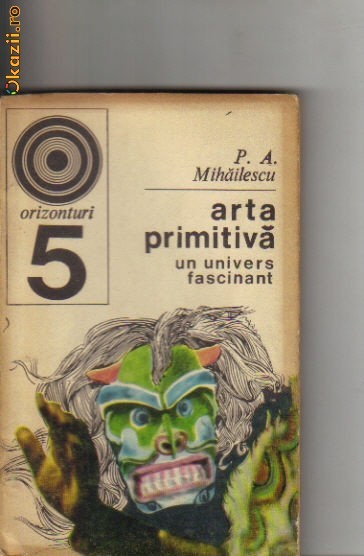 Okazii.ro
P. A.
Mihăilescu
orizonturi
5
arta
primitivă
un univers
fascinant